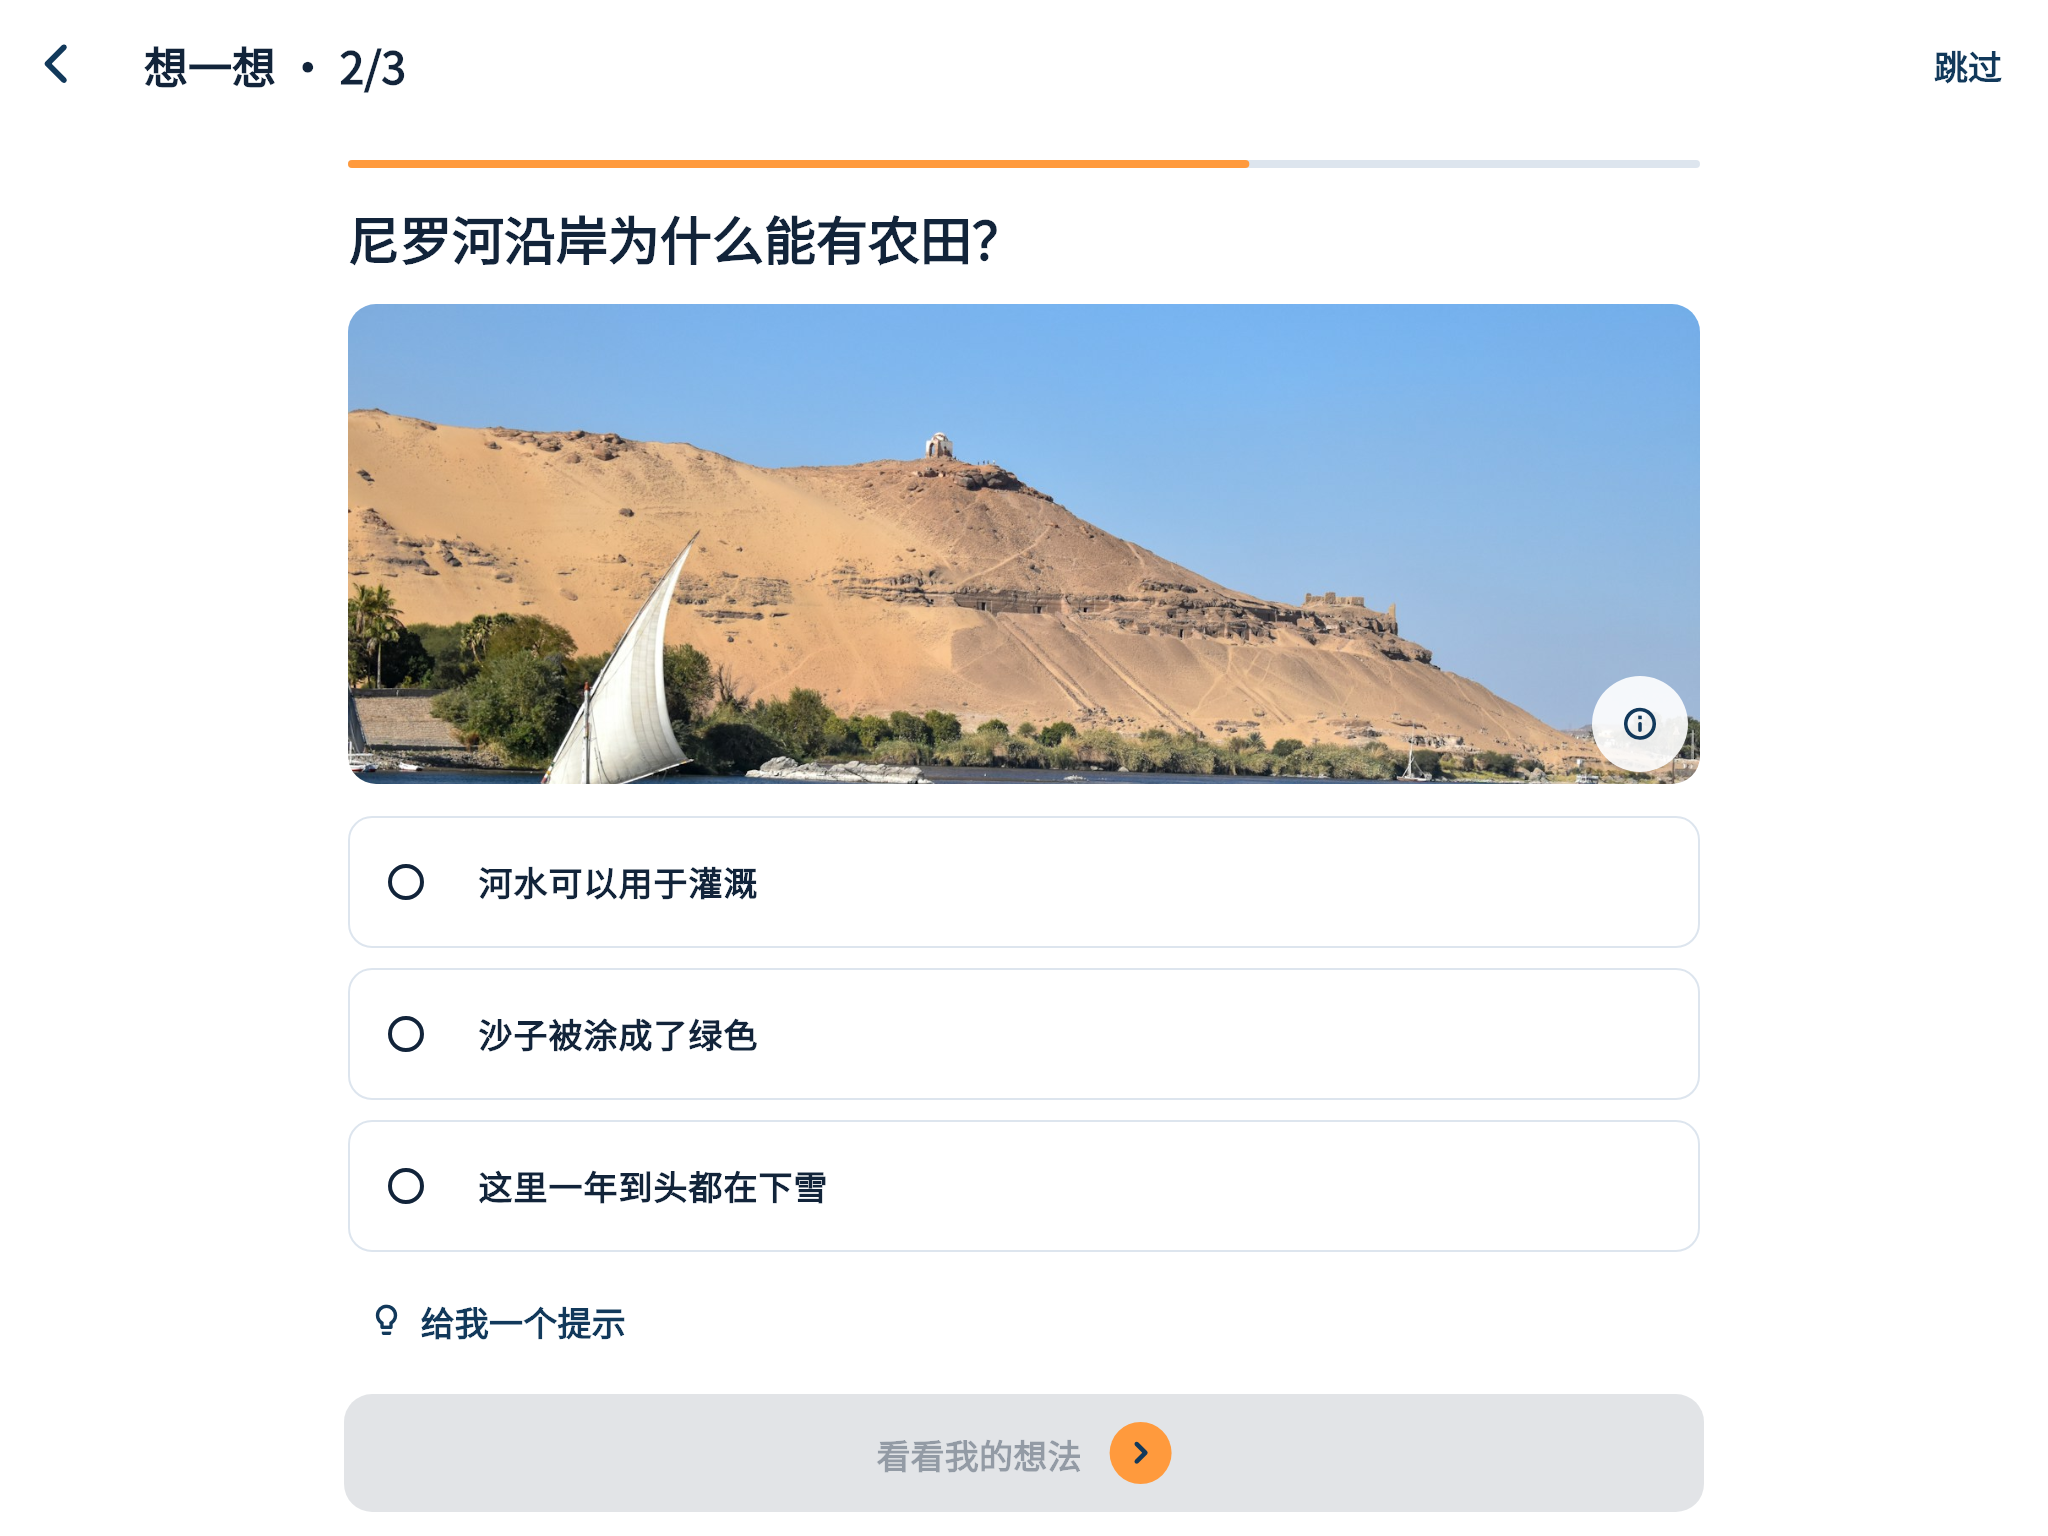 想一想 · 2/3
跳过
尼罗河沿岸为什么能有农田？
河水可以用于灌溉
沙子被涂成了绿色
这里一年到头都在下雪
给我一个提示
看看我的想法